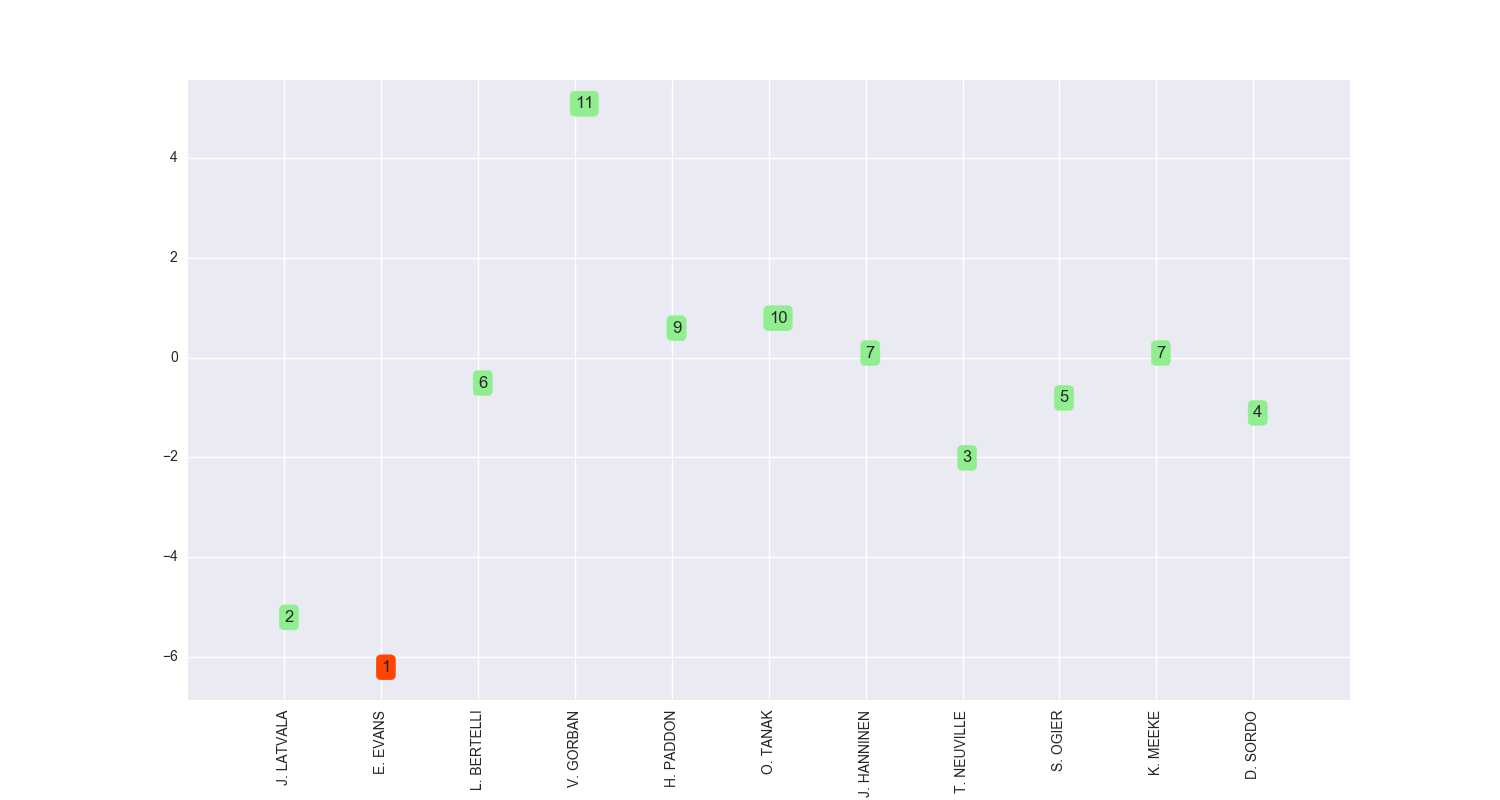 11
4
2
10
9
0
7
7
6
5
4
−2
3
−4
2
−6
1
J. LATVALA
E. EVANS
L. BERTELLI
V. GORBAN
H. PADDON
O. TANAK
J. HANNINEN
T. NEUVILLE
S. OGIER
K. MEEKE
D. SORDO